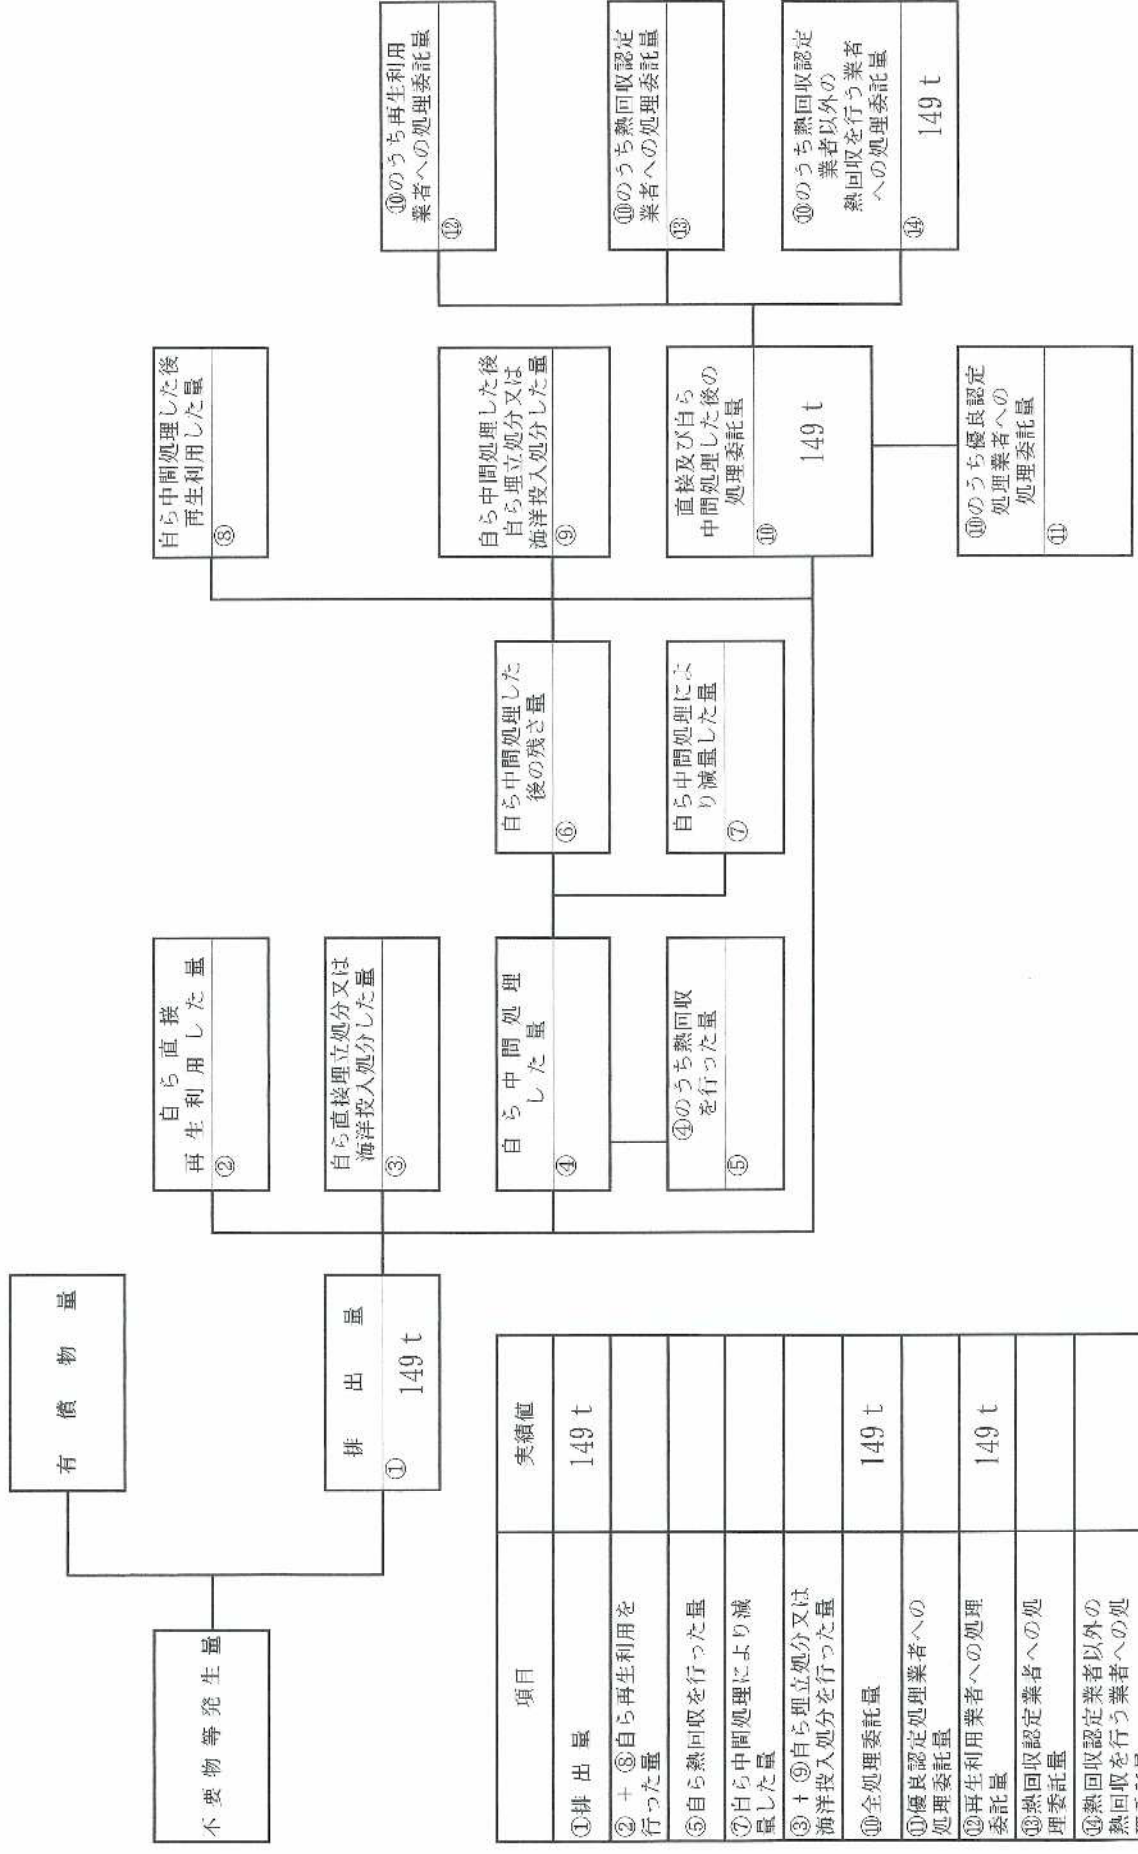 不要物等発生量
有償物量
排出量
① 149 t
自ら直接
再生利用した量
②
自ら直接埋立処分又は
海洋投入処分した量
③
自ら中間処理
した量
④
④のうち熱回収
を行った量
⑤
自ら中間処理した
後の残さ量
⑥
自ら中間処理によ
り減量した量
⑦
自ら中間処理した後
再生利用した量
⑧
自ら中間処理した後
自ら埋立処分又は
海洋投入処分した量
⑨
直接及び自ら
中間処理した後の
処理委託量
⑩
149 t
⑩のうち優良認定
処理業者への
処理委託量
⑪
⑩のうち再生利用
業者への処理委託量
⑫
⑩のうち熱回収認定
業者への処理委託量
⑬
⑩のうち熱回収認定
業者以外の
熱回収を行う業者
への処理委託量
⑭
149 t
項目 実績値
①排出量 149 t
②+⑧自ら再生利用を
行った量
⑤自ら熱回収を行った量
⑦自ら中間処理により減
量した量
③+⑨自ら埋立処分又は
海洋投入処分を行った量
⑩全処理委託量 149 t
⑪優良認定処理業者への
処理委託量
⑫再生利用業者への処理
委託量 149 t
⑬熱回収認定業者への処
理委託量
⑭熱回収認定業者以外の
熱回収を行う業者への処